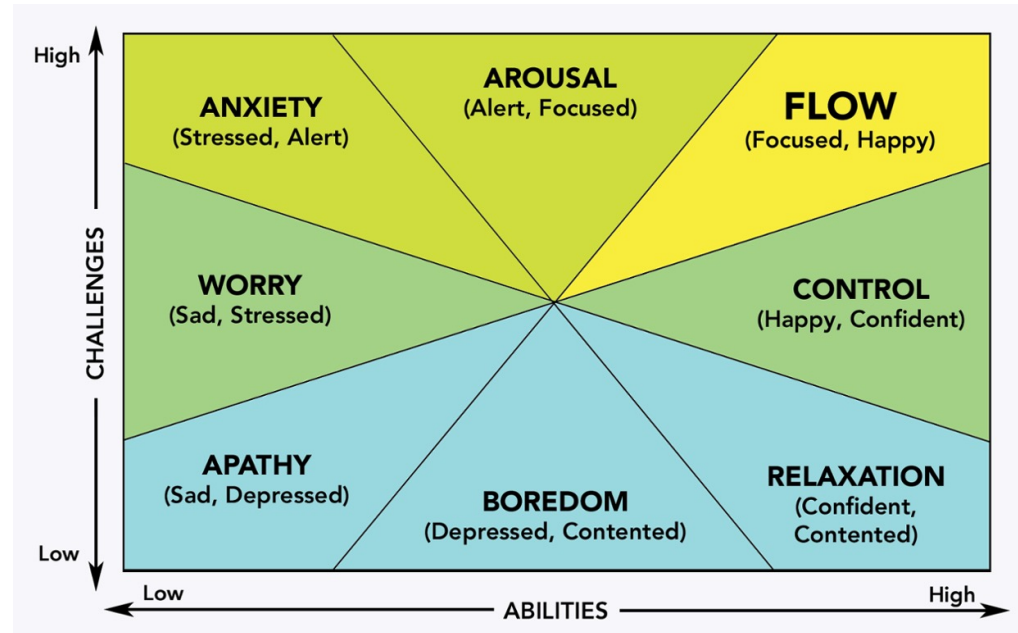 High
ANXIETY
(Stressed, Alert)
AROUSAL
(Alert, Focused)
FLOW
(Focused, Happy)
CHALLENGES
WORRY
(Sad, Stressed)
CONTROL
(Happy, Confident)
APATHY
(Sad, Depressed)
BOREDOM
(Depressed, Contented)
RELAXATION
(Confident,
Contented)
Low
Low
ABILITIES
High